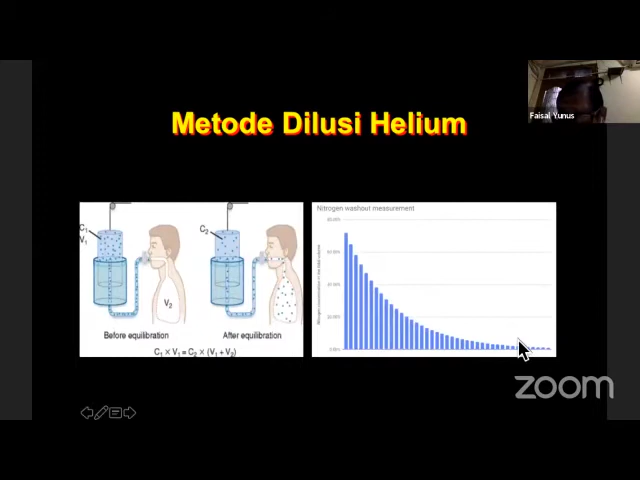 Faisal Yunus
Metode Dilusi Helium
C₁
V₁
C₂
V₂
Before equilibration
After equilibration
C₁ X V₁ = C₂ X (V₁ + V₂)
Nitrogen washout measurement
zoom